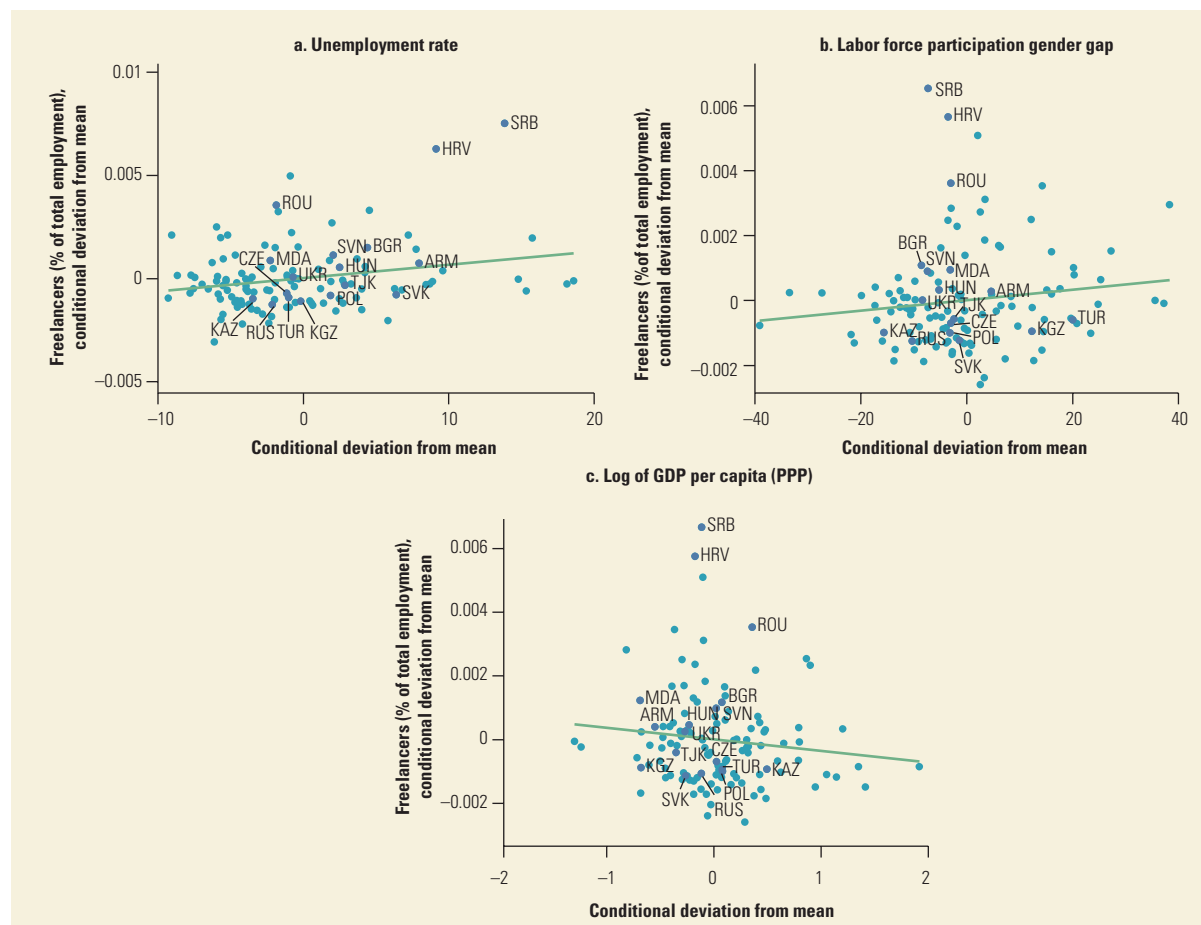 a. Unemployment rate
Freelancers (% of total employment),
conditional deviation from mean
0.01
0.005
0
–0.005
SRB
HRV
ROU
SVN
BGR
CZE
MDA
HUN
ARM
UKR
TJK
POL
SVK
KAZ
RUS
TUR
KGZ
–10
0
10
20
Conditional deviation from mean
b. Labor force participation gender gap
Freelancers (%of total employment),
conditional deviation from mean
0.006
0.004
0.002
0
–0.002
SRB
HRV
ROU
BGR
SVN
MDA
HUN
ARM
UKR
TJK
TUR
CZE
KAZ
RUS
POL
KGZ
SVK
–40
–20
0
20
40
Conditional deviation from mean
c. Log of GDP per capita (PPP)
Freelancers (% of total employment),
conditional deviation from mean
0.006
0.004
0.002
0
–0.002
SRB
HRV
ROU
MDA
BGR
ARM
HUN
SVN
UKR
TJK
CZE
KGZ
TUR
KAZ
SVK
POL
RUS
–2
–1
0
1
2
Conditional deviation from mean